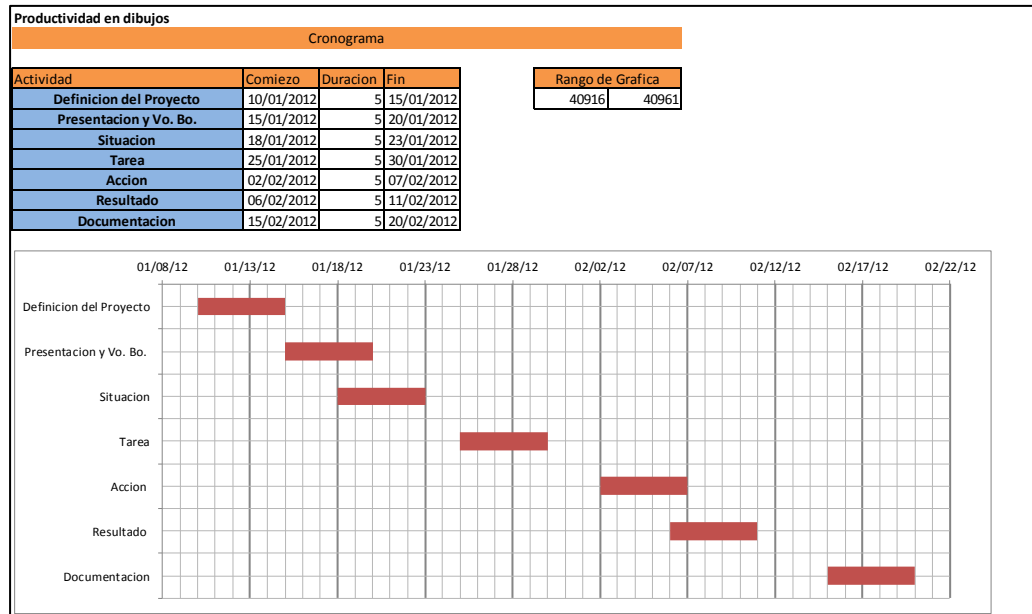 Productividad en dibujos
Cronograma
Actividad Comiezo Duracion Fin Rango de Grafica
Definicion del Proyecto 10/01/2012 5 15/01/2012 40916 40961
Presentacion y Vo. Bo. 15/01/2012 5 20/01/2012
Situacion 18/01/2012 5 23/01/2012
Tarea 25/01/2012 5 30/01/2012
Accion 02/02/2012 5 07/02/2012
Resultado 06/02/2012 5 11/02/2012
Documentacion 15/02/2012 5 20/02/2012
01/08/12 01/13/12 01/18/12 01/23/12 01/28/12 02/02/12 02/07/12 02/12/12 02/17/12 02/22/12
Definicion del Proyecto
Presentacion y Vo. Bo.
Situacion
Tarea
Accion
Resultado
Documentacion